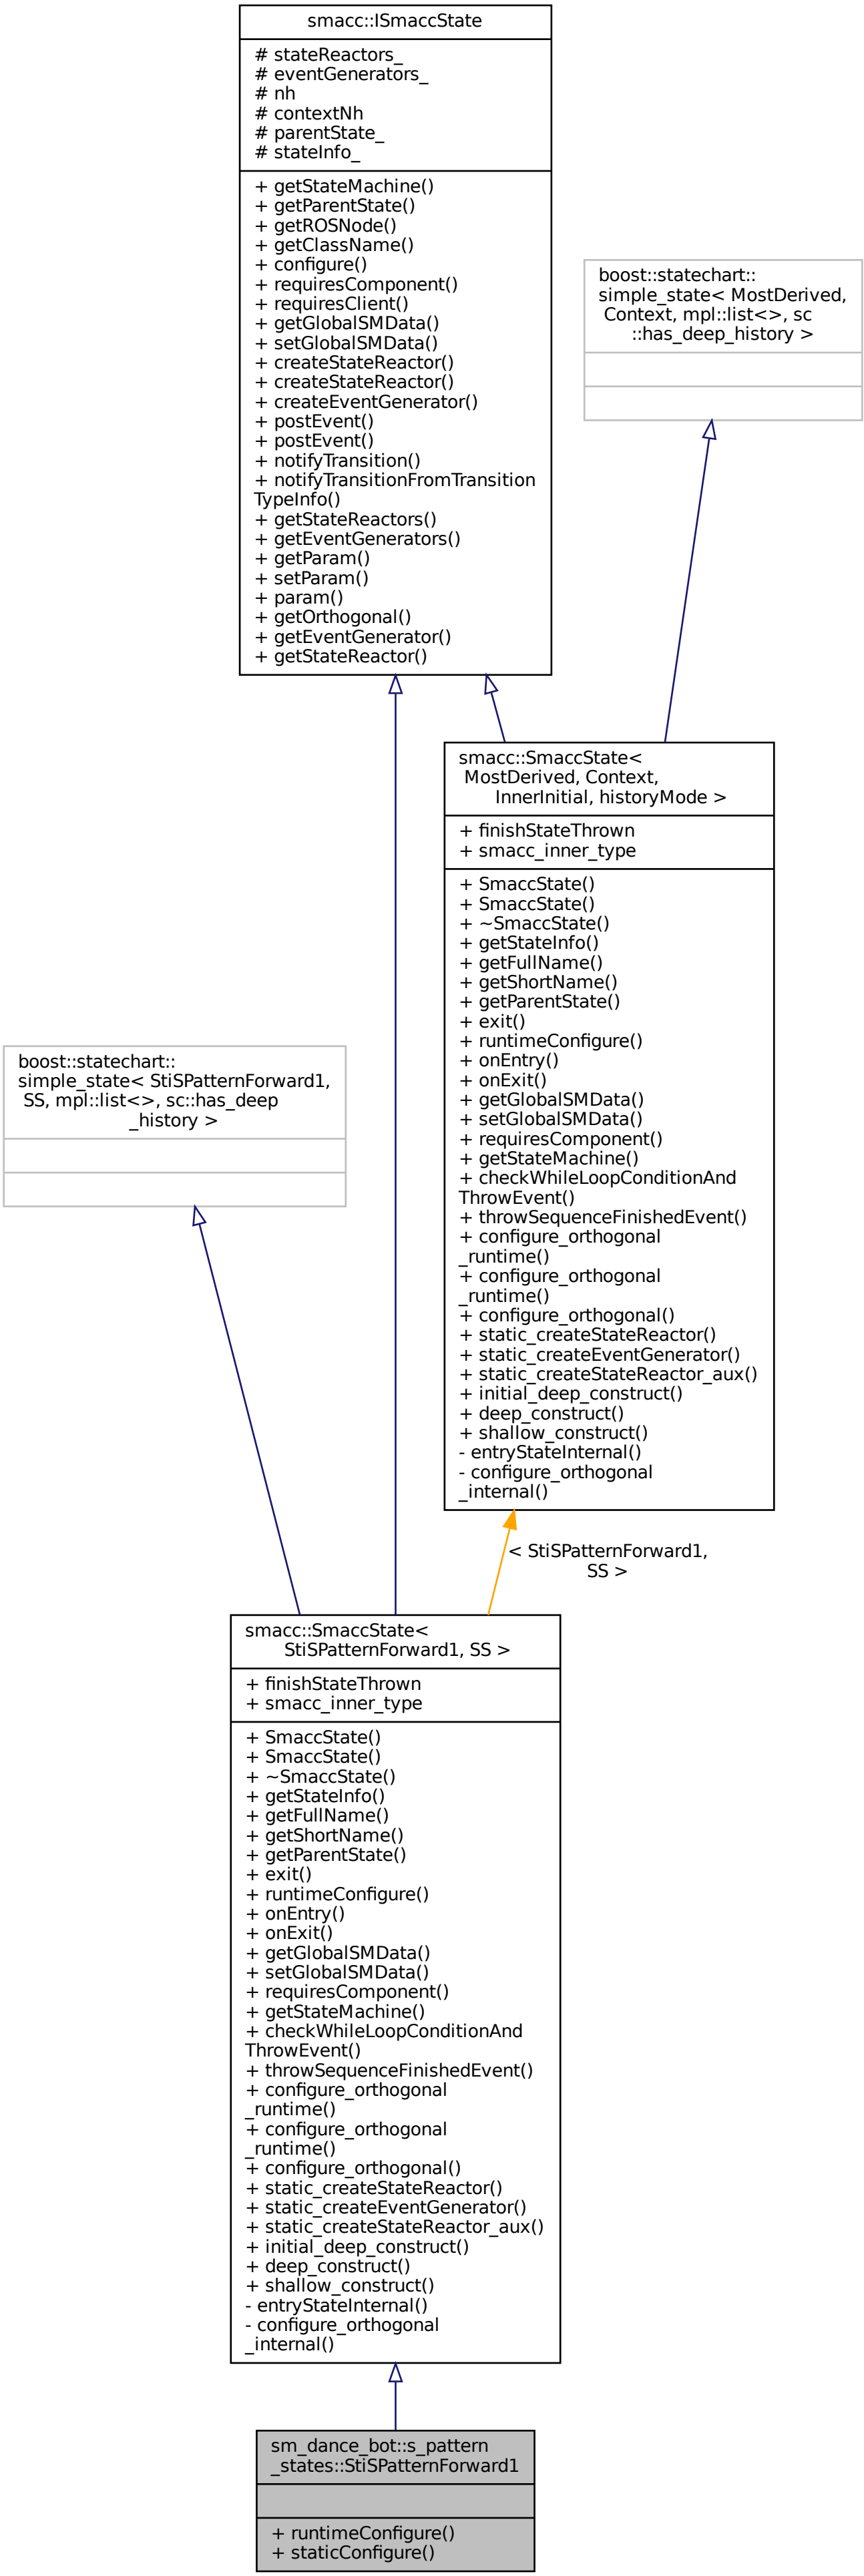 smacc::ISmaccState
# stateReactors_
# eventGenerators_
# nh
# contextNh
# parentState_
# stateInfo_
+ getStateMachine()
+ getParentState()
+ getROSNode()
+ getClassName()
+ configure()
+ requiresComponent()
+ requiresClient()
+ getGlobalSMData()
+ setGlobalSMData()
+ createStateReactor()
+ createStateReactor()
+ createEventGenerator()
+ postEvent()
+ postEvent()
+ notifyTransition()
+ notifyTransitionFromTransition
TypeInfo()
+ getStateReactors()
+ getEventGenerators()
+ getParam()
+ setParam()
+ param()
+ getOrthogonal()
+ getEventGenerator()
+ getStateReactor()
boost::statechart::
simple_state< MostDerived,
Context, mpl::list<>, sc
::has_deep_history >
smacc::SmaccState<
MostDerived, Context,
InnerInitial, historyMode >
+ finishStateThrown
+ smacc_inner_type
+ SmaccState()
+ SmaccState()
+ ~SmaccState()
+ getStateInfo()
+ getFullName()
+ getShortName()
+ getParentState()
+ exit()
+ runtimeConfigure()
+ onEntry()
+ onExit()
+ getGlobalSMData()
+ setGlobalSMData()
+ requiresComponent()
+ getStateMachine()
+ checkWhileLoopConditionAnd
ThrowEvent()
+ throwSequenceFinishedEvent()
+ configure_orthogonal
_runtime()
+ configure_orthogonal
_runtime()
+ configure_orthogonal()
+ static_createStateReactor()
+ static_createEventGenerator()
+ static_createStateReactor_aux()
+ initial_deep_construct()
+ deep_construct()
+ shallow_construct()
- entryStateInternal()
- configure_orthogonal
_internal()
boost::statechart::
simple_state< StiSPatternForward1,
SS, mpl::list<>, sc::has_deep
_history >
< StiSPatternForward1,
SS >
smacc::SmaccState<
StiSPatternForward1, SS >
+ finishStateThrown
+ smacc_inner_type
+ SmaccState()
+ SmaccState()
+ ~SmaccState()
+ getStateInfo()
+ getFullName()
+ getShortName()
+ getParentState()
+ exit()
+ runtimeConfigure()
+ onEntry()
+ onExit()
+ getGlobalSMData()
+ setGlobalSMData()
+ requiresComponent()
+ getStateMachine()
+ checkWhileLoopConditionAnd
ThrowEvent()
+ throwSequenceFinishedEvent()
+ configure_orthogonal
_runtime()
+ configure_orthogonal
_runtime()
+ configure_orthogonal()
+ static_createStateReactor()
+ static_createEventGenerator()
+ static_createStateReactor_aux()
+ initial_deep_construct()
+ deep_construct()
+ shallow_construct()
- entryStateInternal()
- configure_orthogonal
_internal()
sm_dance_bot::s_pattern
_states::StiSPatternForward1
+ runtimeConfigure()
+ staticConfigure()